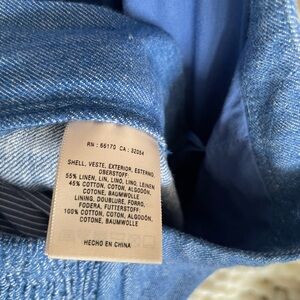 RN : 66170 CA : 32054
SHELL, VESTE, EXTERIOR, ESTERNO,
OBERSTOFF:
55% LINEN, LIN, LINO, LINO, LEINEN
45% COTTON, COTON, ALGODÓN,
COTONE, BAUMWOLLE
LINING, DOUBLURE, FORRO,
FODERA, FUTTERSTOFF:
100% COTTON, COTON, ALGODÓN,
COTONE, BAUMWOLLE
HECHO EN CHINA